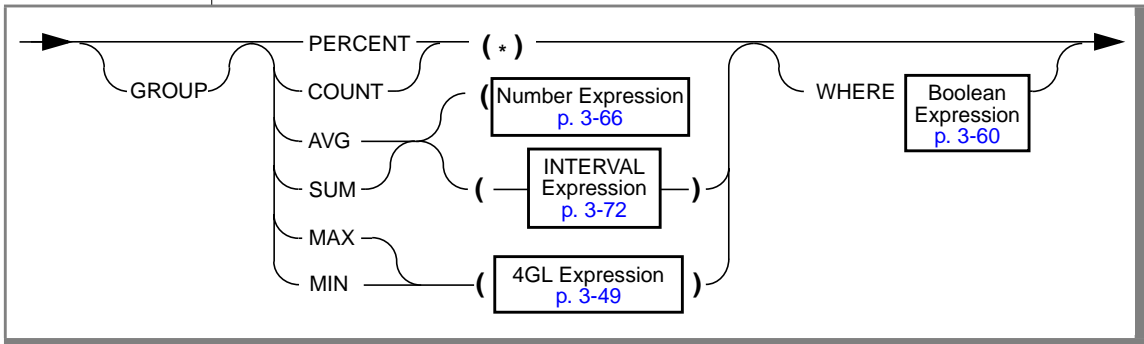 PERCENT ( * )
GROUP COUNT ( Number Expression WHERE Boolean
p. 3-66 Expression
AVG p. 3-60
INTERVAL
SUM ( Expression )
p. 3-72
MAX
MIN ( 4GL Expression )
p. 3-49